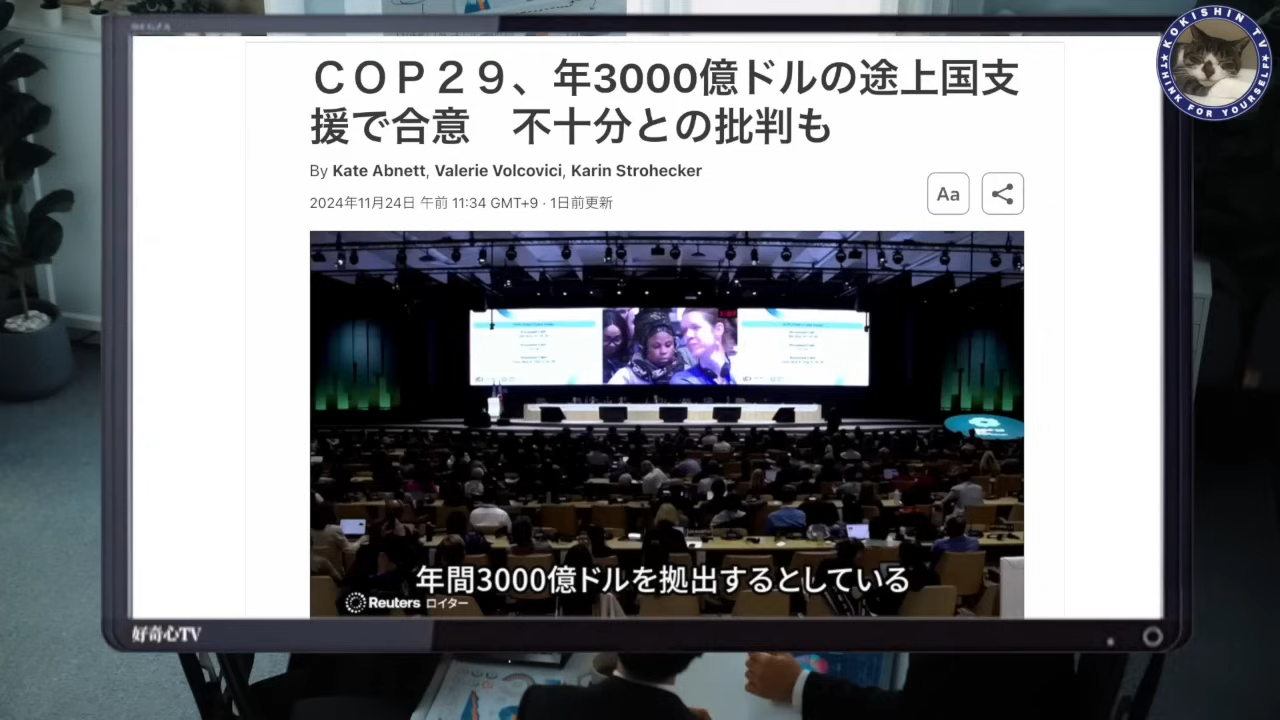 ＣＯＰ２９、年3000億ドルの途上国支
援で合意　不十分との批判も
By Kate Abnett, Valerie Volcovici, Karin Strohecker
2024年11月24日 午前 11:34 GMT+9 · 1日前更新
Aa
年間3000億ドルを拠出するとしている
Reuters ロイター
好奇心TV
KOKISHIN TV
THINK FOR YOURSELF